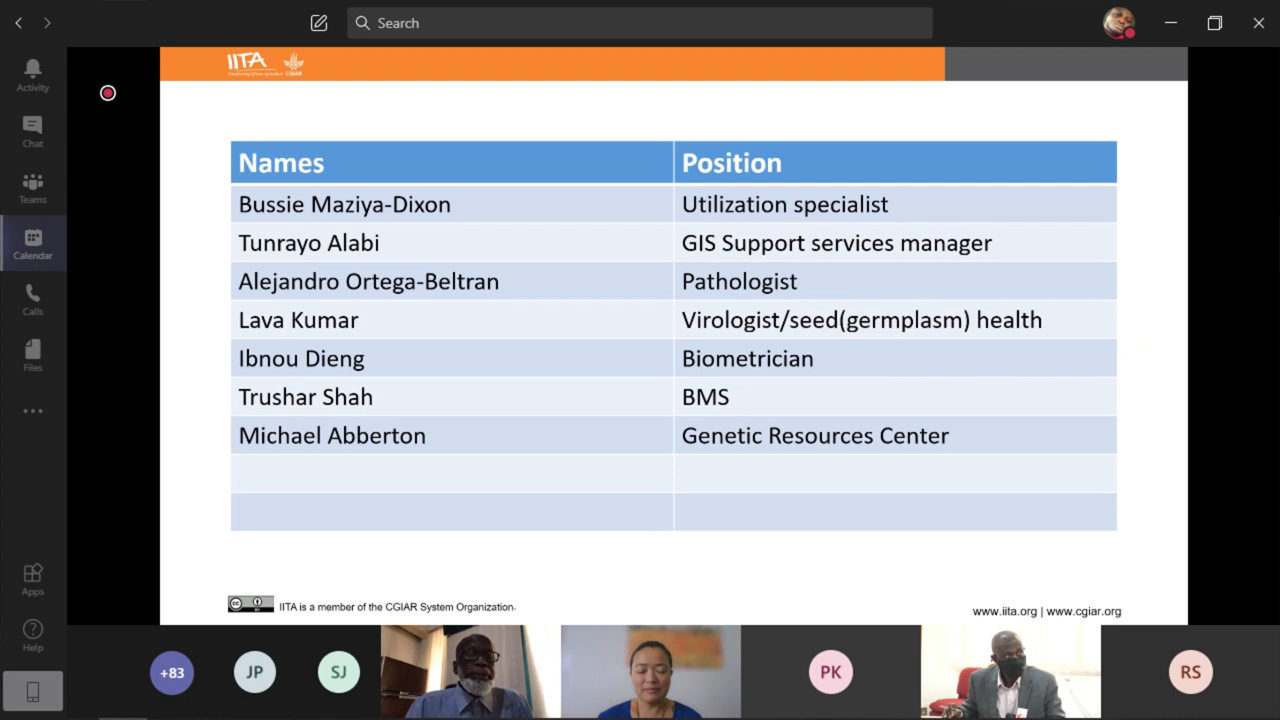 Search
IITA
CGIAR
Activity
Chat
Teams
Calendar
Calls
Files
Apps
Help
Names Position
Bussie Maziya-Dixon Utilization specialist
Tunrayo Alabi GIS Support services manager
Alejandro Ortega-Beltran Pathologist
Lava Kumar Virologist/seed(germplasm) health
Ibnou Dieng Biometrician
Trushar Shah BMS
Michael Abberton Genetic Resources Center
cc BY IITA is a member of the CGIAR System Organization.
www.iita.org | www.cgiar.org
+83 JP SJ PK RS